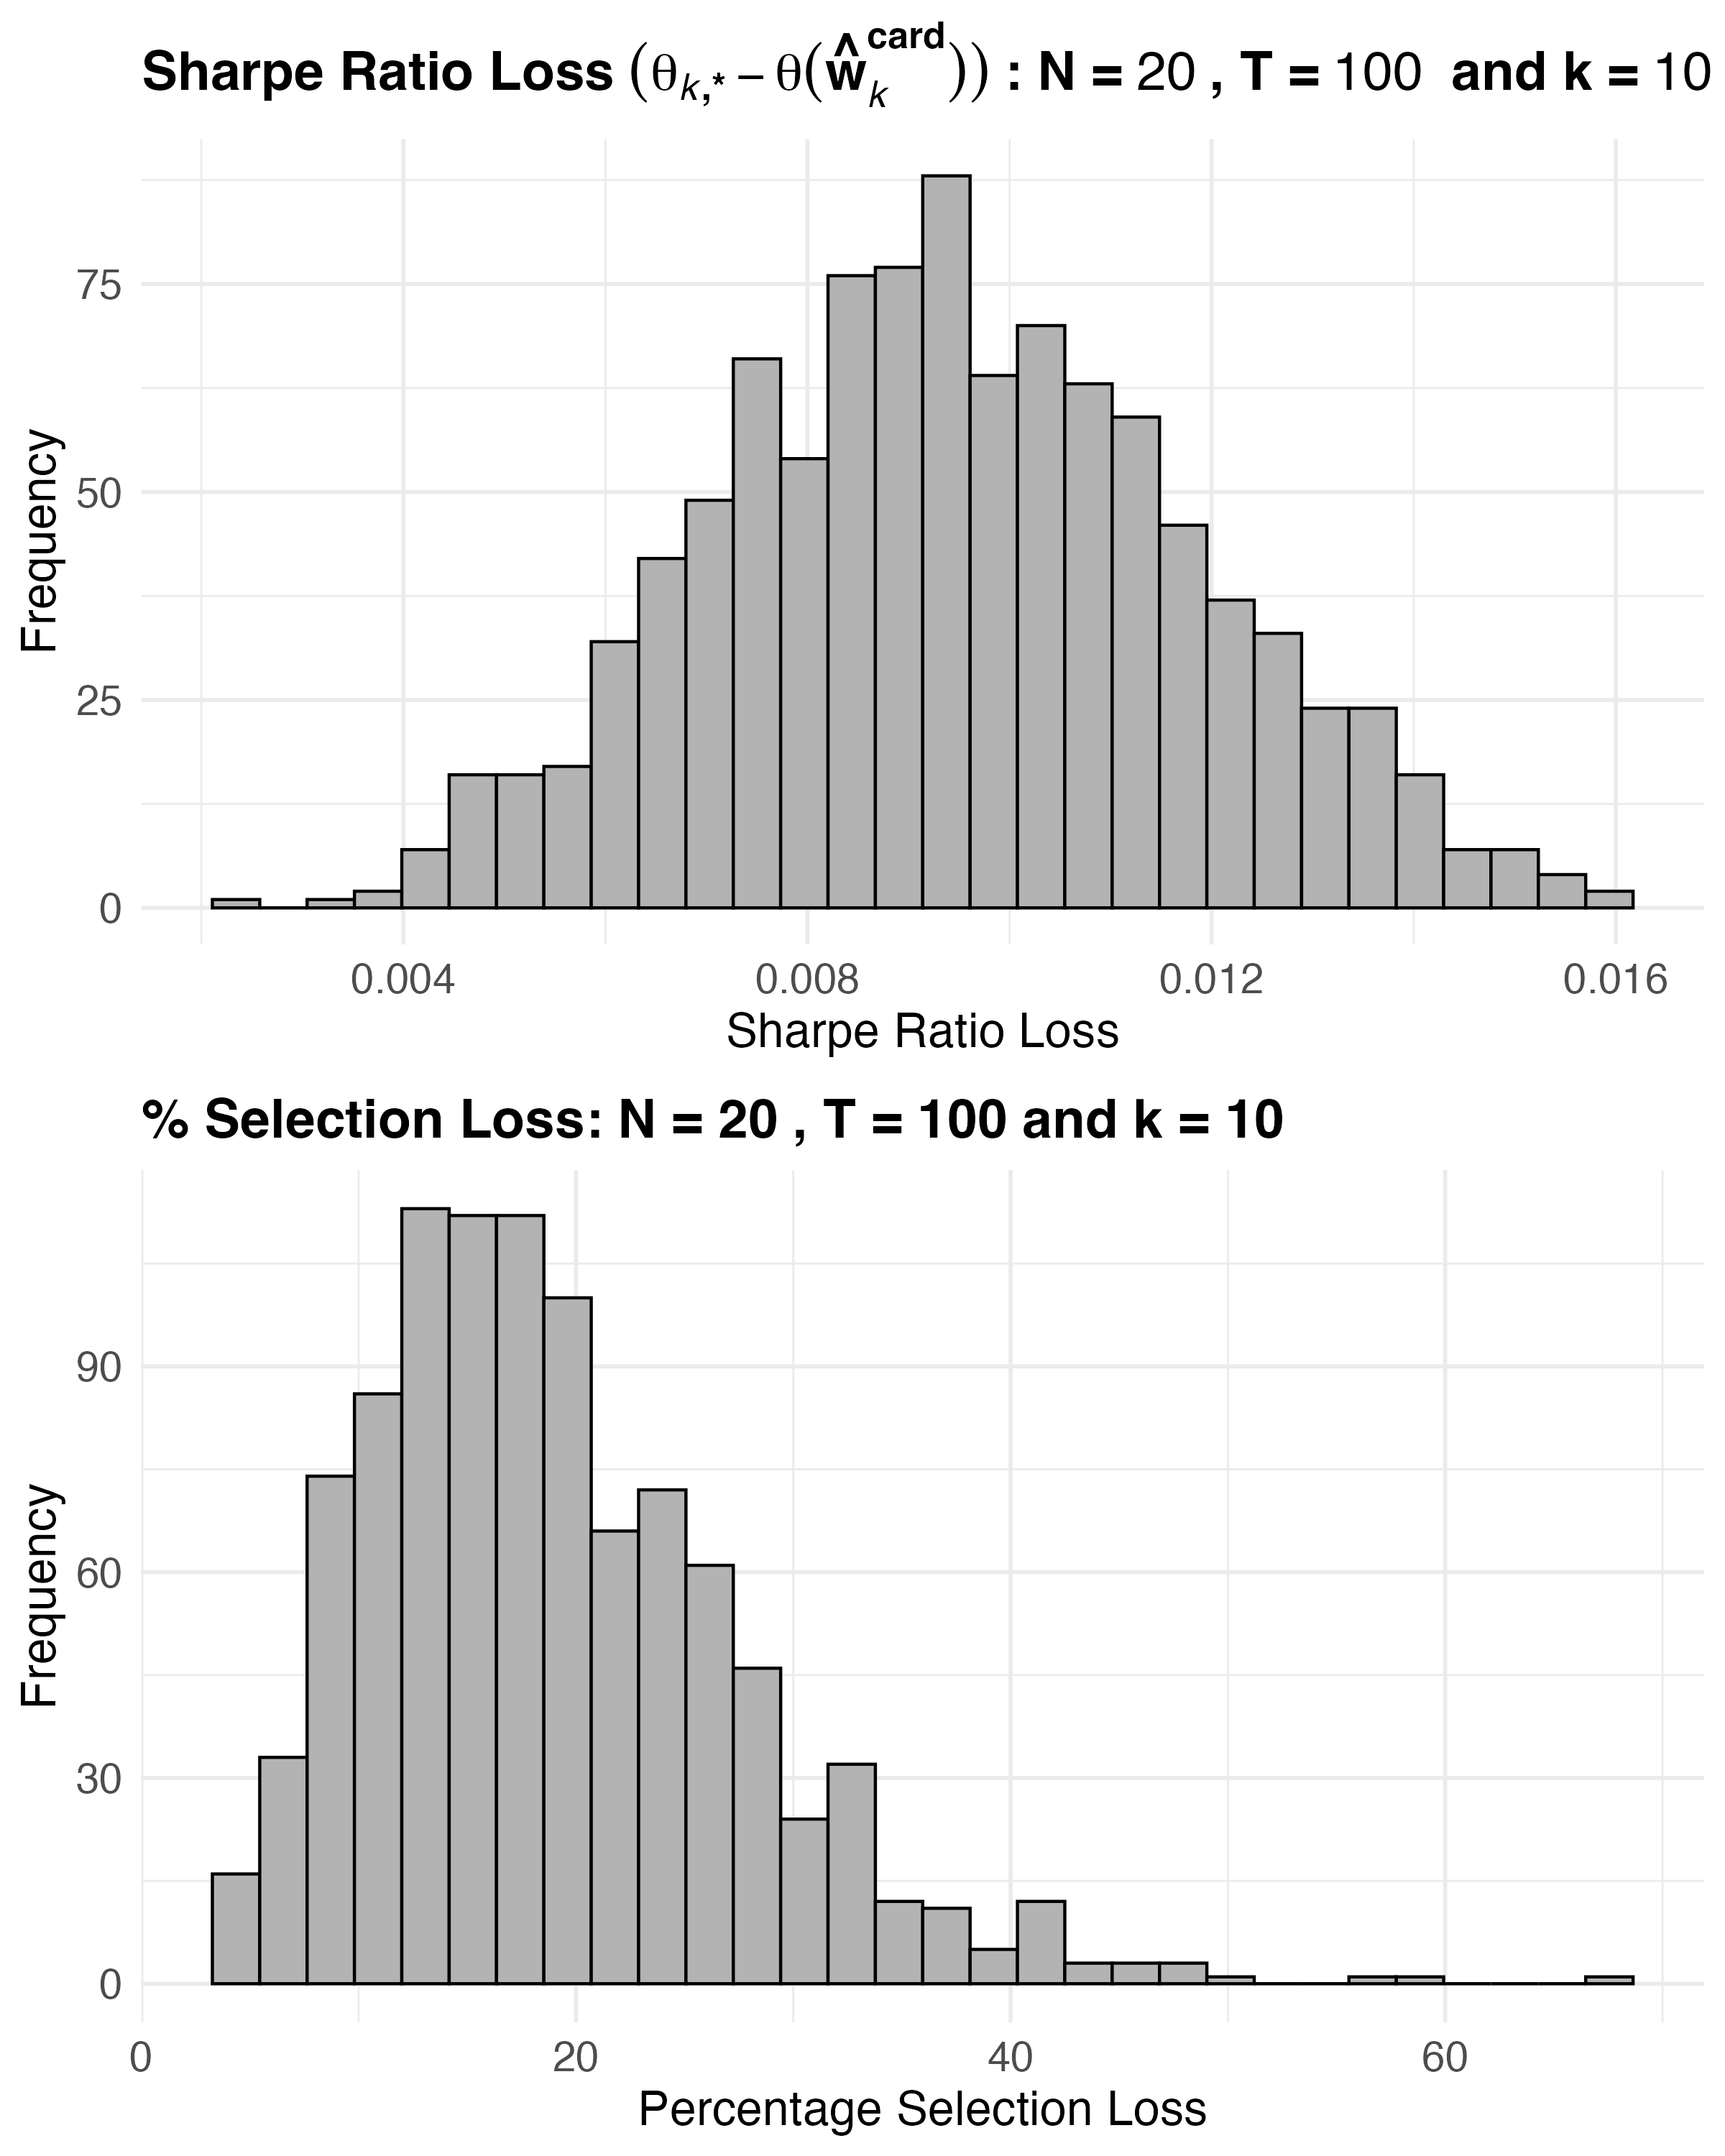 Sharpe Ratio Loss (θk,* − θ(ŵk^card)) : N = 20 , T = 100 and k = 10
75
50
25
0
Frequency
0.004 0.008 0.012 0.016
Sharpe Ratio Loss
% Selection Loss: N = 20 , T = 100 and k = 10
90
60
30
0
Frequency
0 20 40 60
Percentage Selection Loss